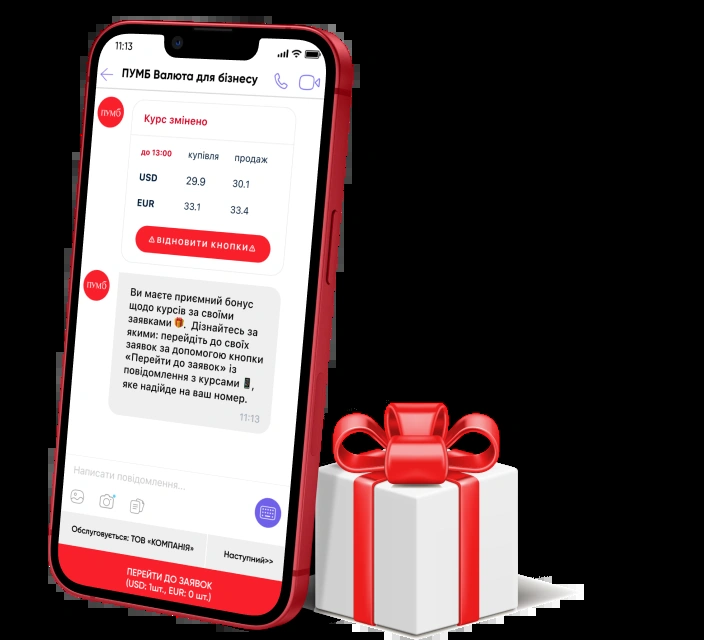 11:13
ПУМБ Валюта для бізнесу
ПУМБ
Курс змінено
до 13:00 купівля продаж
USD 29.9 30.1
EUR 33.1 33.4
⚠ВІДНОВИТИ КНОПКИ⚠
ПУМБ
Ви маєте приємний бонус
щодо курсів за своїми
заявками 🎁. Дізнайтесь за
якими: перейдіть до своїх
заявок за допомогою кнопки
«Перейти до заявок» із
повідомлення з курсами 📱,
яке надійде на ваш номер.
11:13
Написати повідомлення...
Обслуговується: ТОВ «КОМПАНІЯ» Наступний>>
ПЕРЕЙТИ ДО ЗАЯВОК
(USD: 1шт., EUR: 0 шт.)